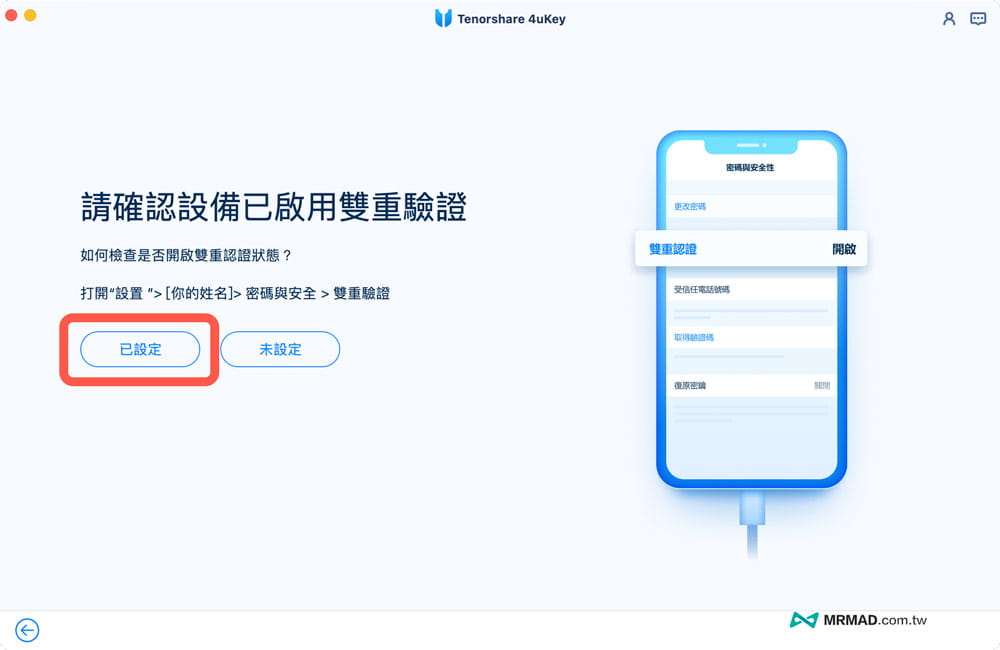 Tenorshare 4uKey
請確認設備已啟用雙重驗證
如何檢查是否開啟雙重認證狀態？
打開“設置 ”> [你的姓名]> 密碼與安全 > 雙重驗證
已設定
未設定
密碼與安全性
更改密碼
雙重認證 開啟
受信任電話號碼
取得驗證碼
復原密鑰 關閉
MRMAD.com.tw